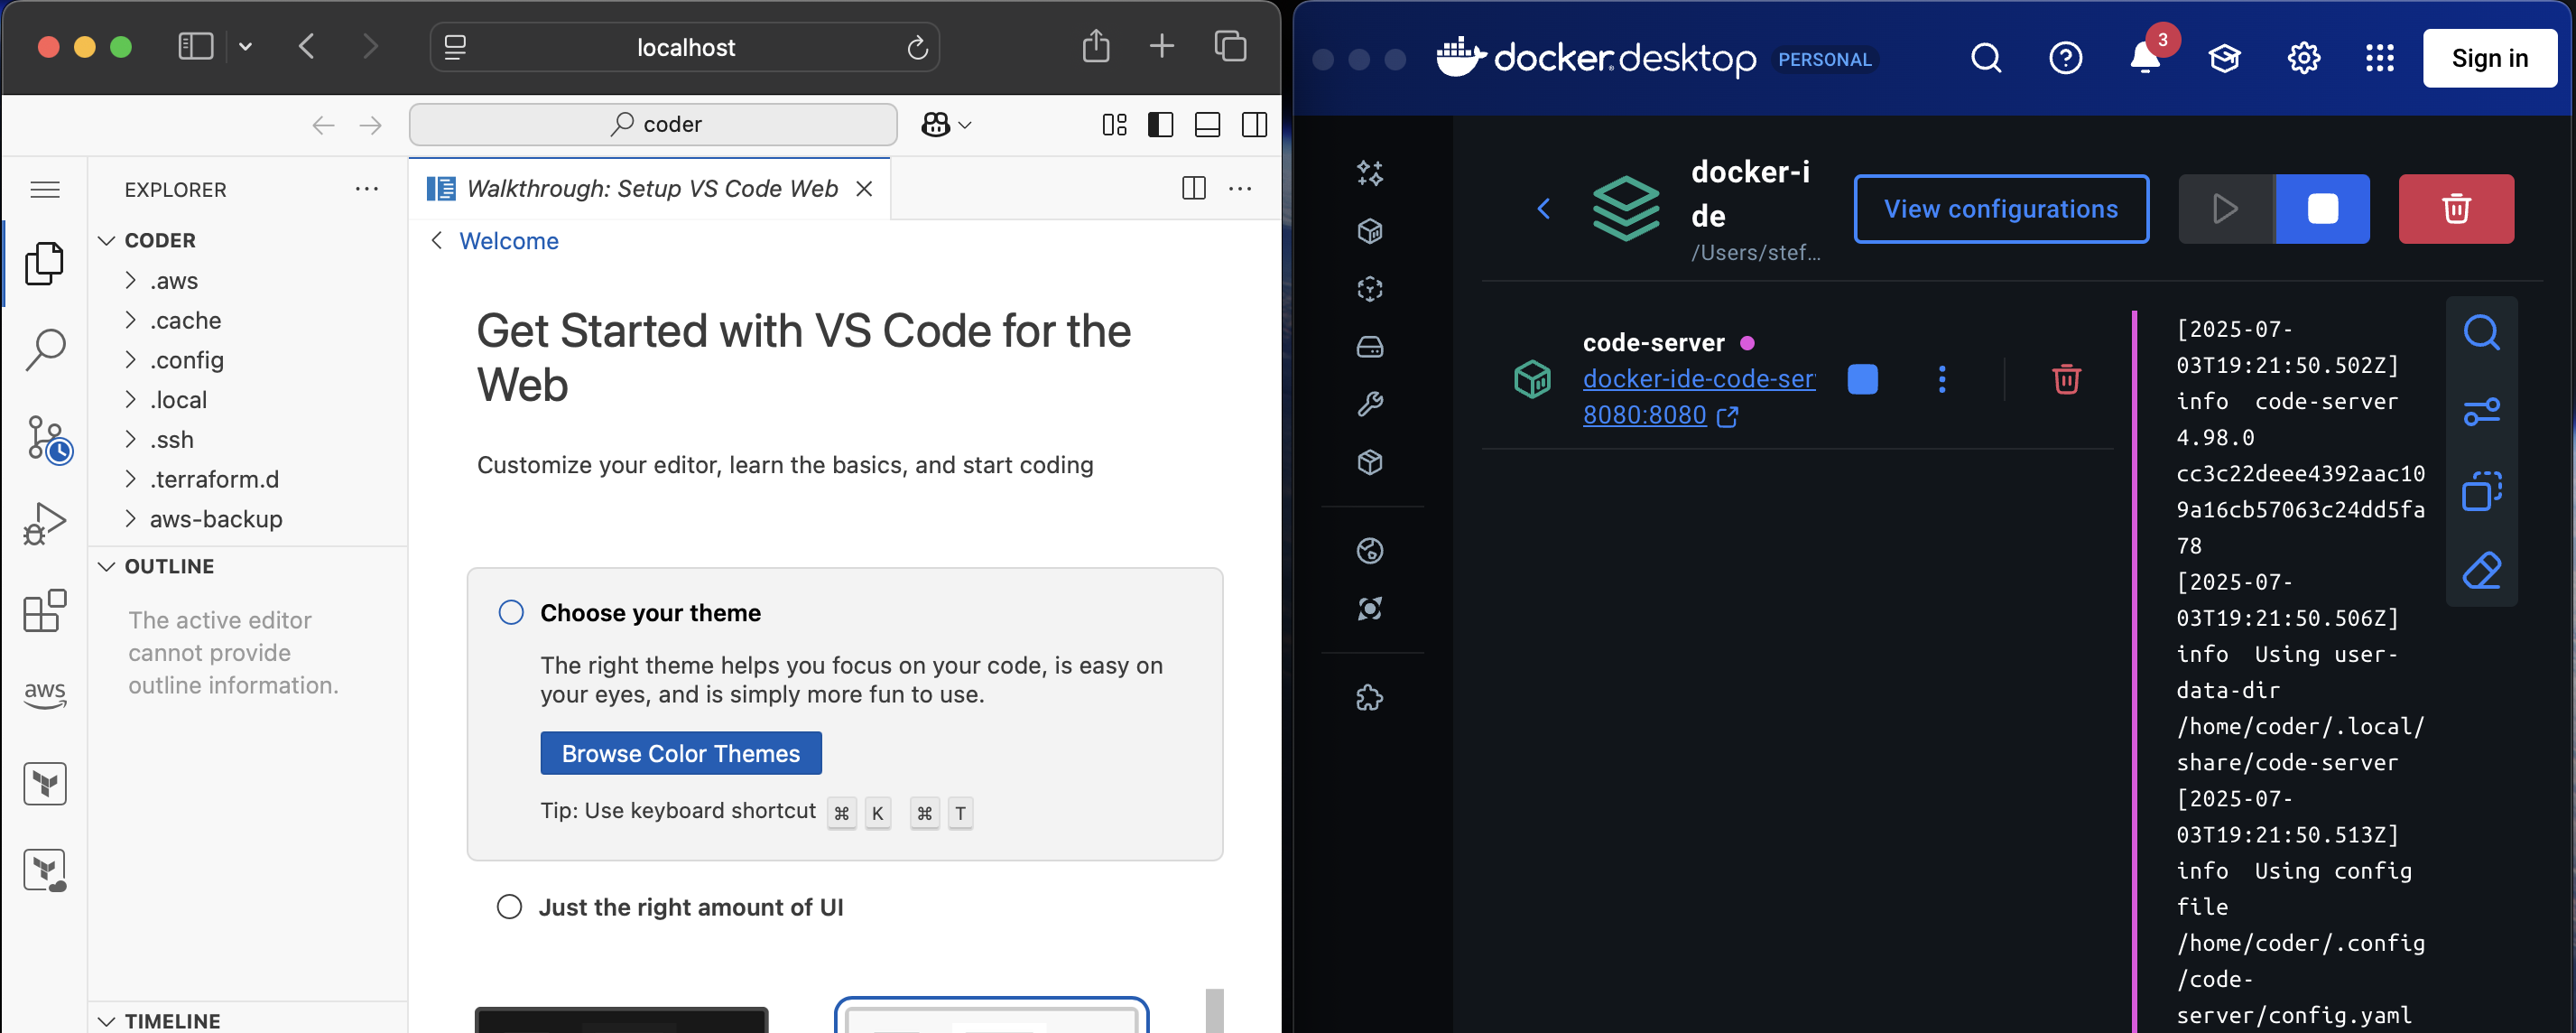 localhost
coder
EXPLORER
CODER
.aws
.cache
.config
.local
.ssh
.terraform.d
aws-backup
OUTLINE
The active editor
cannot provide
outline information.
TIMELINE
aws
Walkthrough: Setup VS Code Web
Welcome
Get Started with VS Code for the
Web
Customize your editor, learn the basics, and start coding
Choose your theme
The right theme helps you focus on your code, is easy on
your eyes, and is simply more fun to use.
Browse Color Themes
Tip: Use keyboard shortcut ⌘ K ⌘ T
Just the right amount of UI
docker desktop PERSONAL
3
Sign in
docker-i
de
/Users/stef...
View configurations
code-server
docker-ide-code-ser
8080:8080
[2025-07-
03T19:21:50.502Z]
info  code-server
4.98.0
cc3c22deee4392aac10
9a16cb57063c24dd5fa
78
[2025-07-
03T19:21:50.506Z]
info  Using user-
data-dir
/home/coder/.local/
share/code-server
[2025-07-
03T19:21:50.513Z]
info  Using config
file
/home/coder/.config
/code-
server/config.yaml